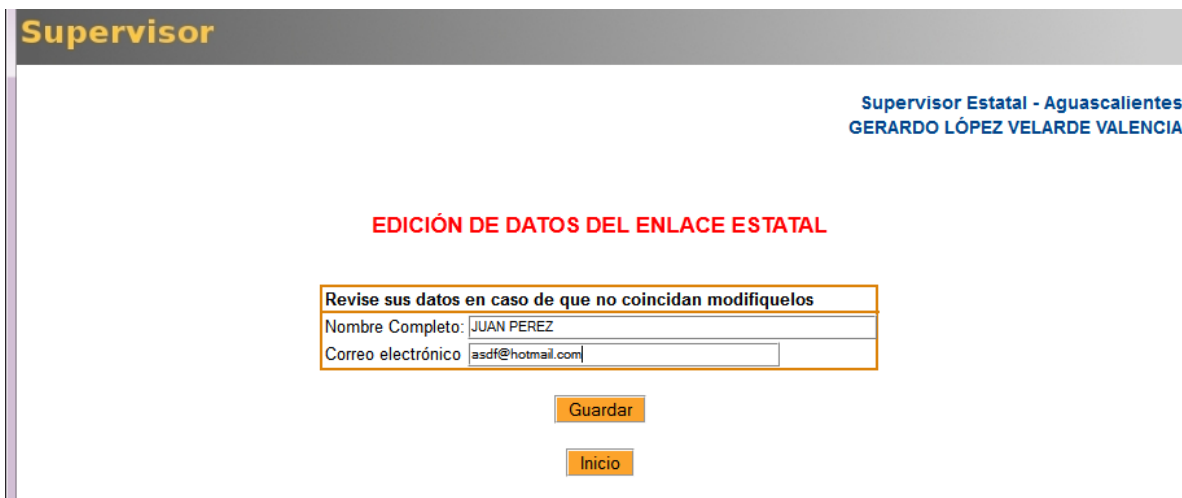 Supervisor
Supervisor Estatal - Aguascalientes
GERARDO LÓPEZ VELARDE VALENCIA
EDICIÓN DE DATOS DEL ENLACE ESTATAL
Revise sus datos en caso de que no coincidan modifiquelos
Nombre Completo: JUAN PEREZ
Correo electrónico asdf@hotmail.com
Guardar
Inicio